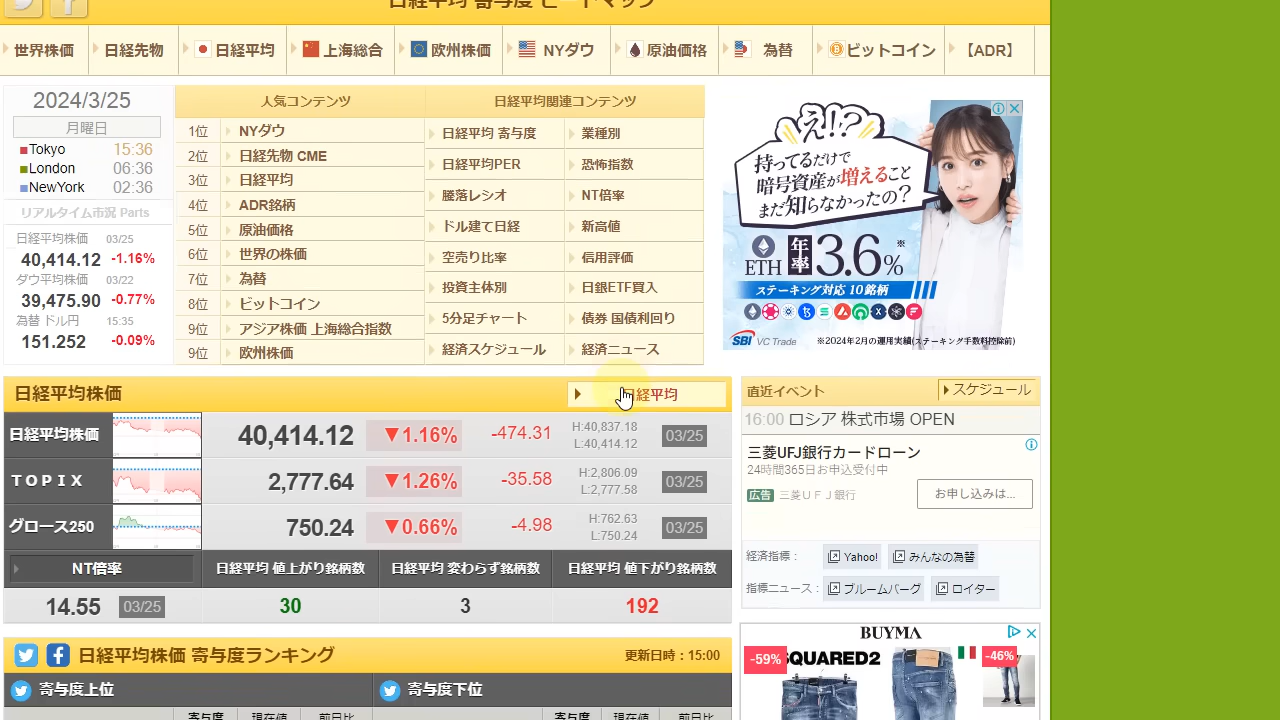 日経平均 寄与度 ヒートマップ
世界株価
日経先物
日経平均
上海総合
欧州株価
NYダウ
原油価格
為替
ビットコイン
【ADR】
2024/3/25
月曜日
Tokyo 15:36
London 06:36
NewYork 02:36
リアルタイム市況 Parts
日経平均株価 03/25
40,414.12 -1.16%
ダウ平均株価 03/22
39,475.90 -0.77%
為替 ドル円 15:35
151.252 -0.09%
人気コンテンツ
1位 NYダウ
2位 日経先物 CME
3位 日経平均
4位 ADR銘柄
5位 原油価格
6位 世界の株価
7位 為替
8位 ビットコイン
9位 アジア株価 上海総合指数
9位 欧州株価
日経平均関連コンテンツ
日経平均 寄与度 業種別
日経平均PER 恐怖指数
騰落レシオ NT倍率
ドル建て日経 新高値
空売り比率 信用評価
投資主体別 日銀ETF買入
5分足チャート 債券 国債利回り
経済スケジュール 経済ニュース
え!?
持ってるだけで
暗号資産が増えること
まだ知らなかったの?
ETH 年率 3.6%※
ステーキング対応 10銘柄
SBI VC Trade ※2024年2月の運用実績(ステーキング手数料控除前)
日経平均株価
経平均
日経平均株価 40,414.12 ▼1.16% -474.31 H:40,837.18 L:40,414.12 03/25
TOPIX 2,777.64 ▼1.26% -35.58 H:2,806.09 L:2,777.58 03/25
グロース250 750.24 ▼0.66% -4.98 H:762.63 L:750.24 03/25
NT倍率 日経平均 値上がり銘柄数 日経平均 変わらず銘柄数 日経平均 値下がり銘柄数
14.55 03/25 30 3 192
日経平均株価 寄与度ランキング 更新日時:15:00
寄与度上位 寄与度下位
寄与度 現在値 前日比 寄与度 現在値 前日比
直近イベント スケジュール
16:00 ロシア 株式市場 OPEN
三菱UFJ銀行カードローン
24時間365日お申込受付中
広告 三菱UFJ銀行
お申し込みは...
経済指標: Yahoo! みんなの為替
指標ニュース: ブルームバーグ ロイター
BUYMA
-59% SQUARED2 -46%